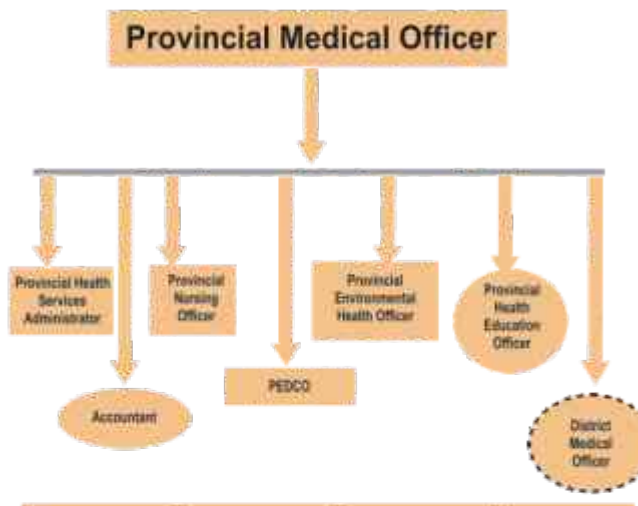 Provincial Medical Officer
Provincial Health
Services
Administrator
Provincial
Nursing
Officer
Provincial
Environmental
Health Officer
Provincial
Health
Education
Officer
Accountant
PEDCO
District
Medical
Officer